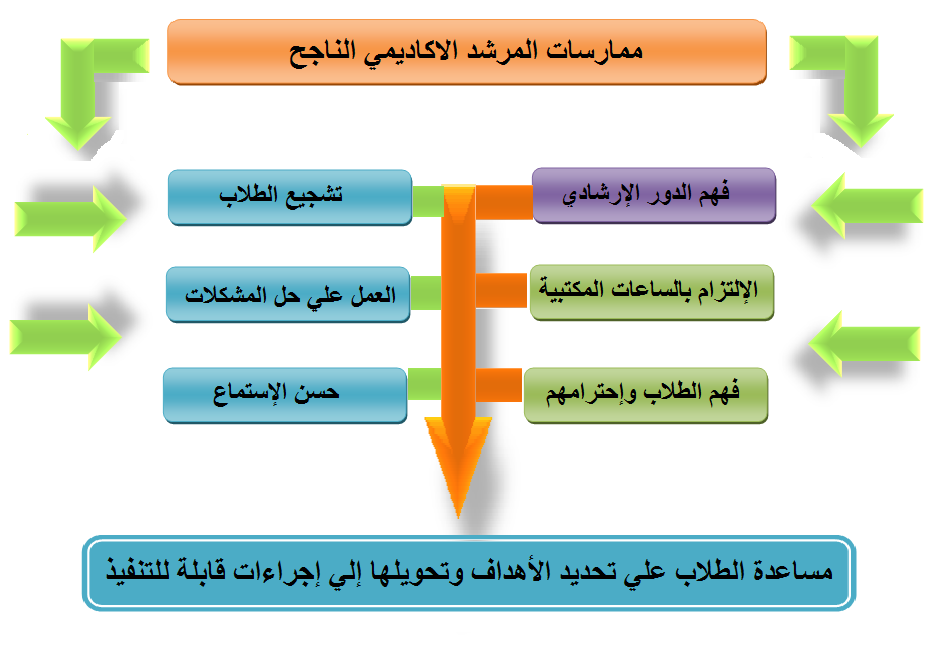 ممارسات المرشد الاكاديمي الناجح
فهم الدور الإرشادي
تشجيع الطلاب
الإلتزام بالساعات المكتبية
العمل علي حل المشكلات
فهم الطلاب وإحترامهم
حسن الإستماع
مساعدة الطلاب علي تحديد الأهداف وتحويلها إلي إجراءات قابلة للتنفيذ